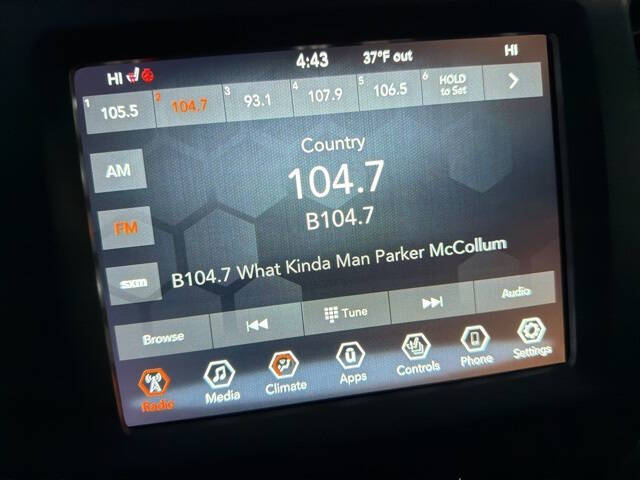 HI 4:43 37°F out HI
1 105.5 2 104.7 3 93.1 4 107.9 5 106.5 6 HOLD to Set
AM
Country
104.7
FM
B104.7
sxm
B104.7 What Kinda Man Parker McCollum
Browse Tune Audio
Radio Media Climate Apps Controls Phone Settings